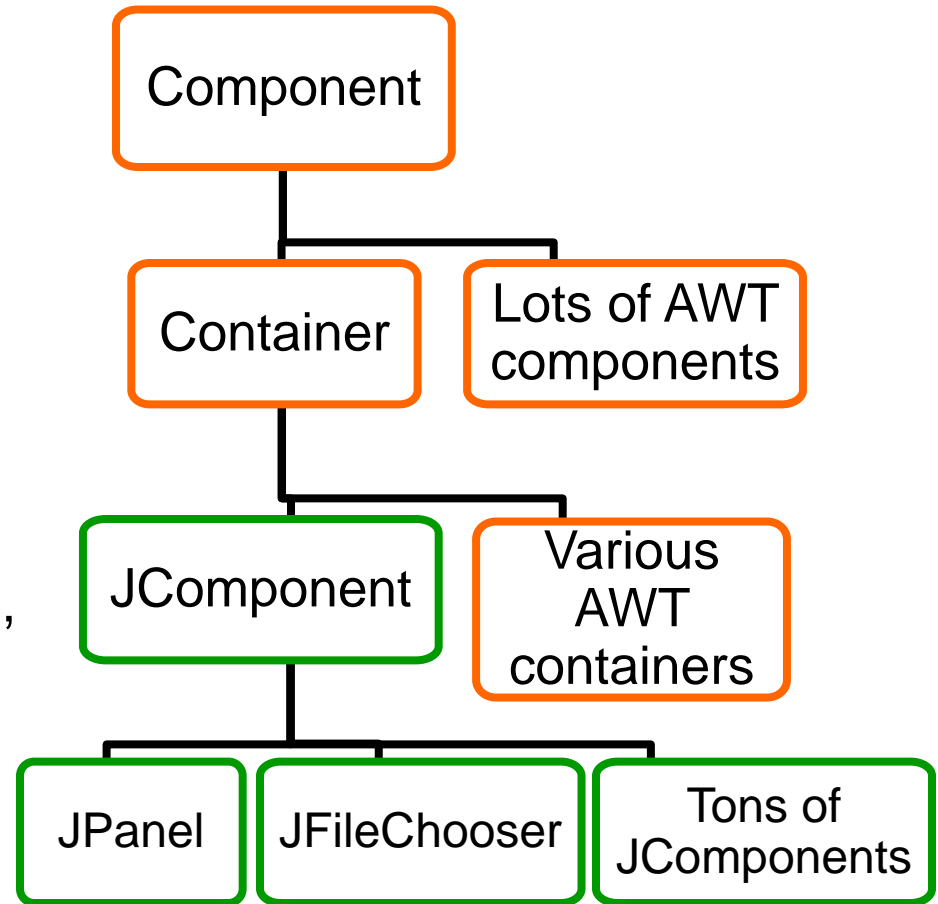 Component
Container
Lots of AWT
components
JComponent
Various
AWT
containers
,
JPanel
JFileChooser
Tons of
JComponents